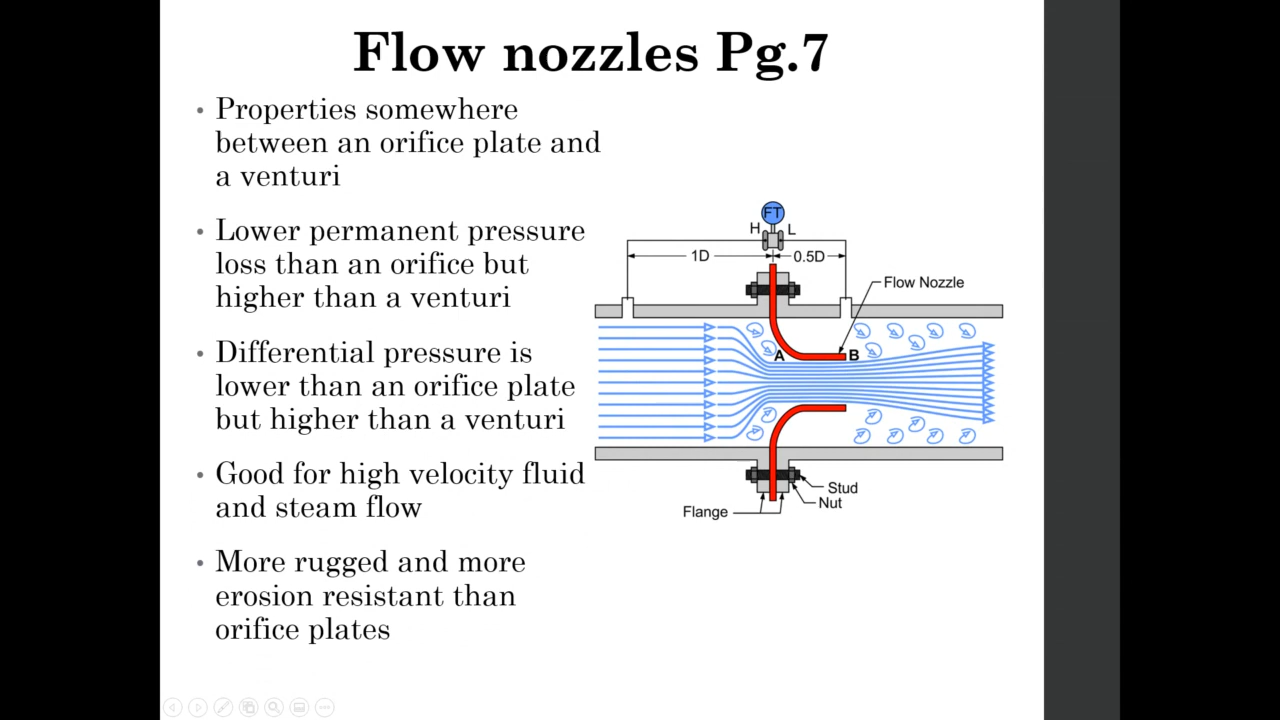 Flow nozzles Pg.7
• Properties somewhere
between an orifice plate and
a venturi
• Lower permanent pressure
loss than an orifice but
higher than a venturi
• Differential pressure is
lower than an orifice plate
but higher than a venturi
• Good for high velocity fluid
and steam flow
• More rugged and more
erosion resistant than
orifice plates
FT
H L
1D 0.5D
Flow Nozzle
A B
Stud
Nut
Flange